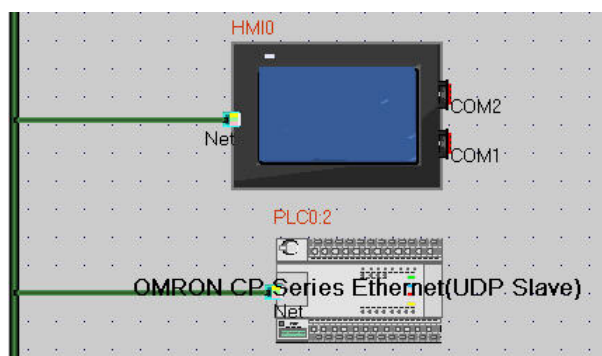 HMI0
COM2
Net
COM1
PLC0:2
OMRON CP Series Ethernet(UDP Slave)
Net